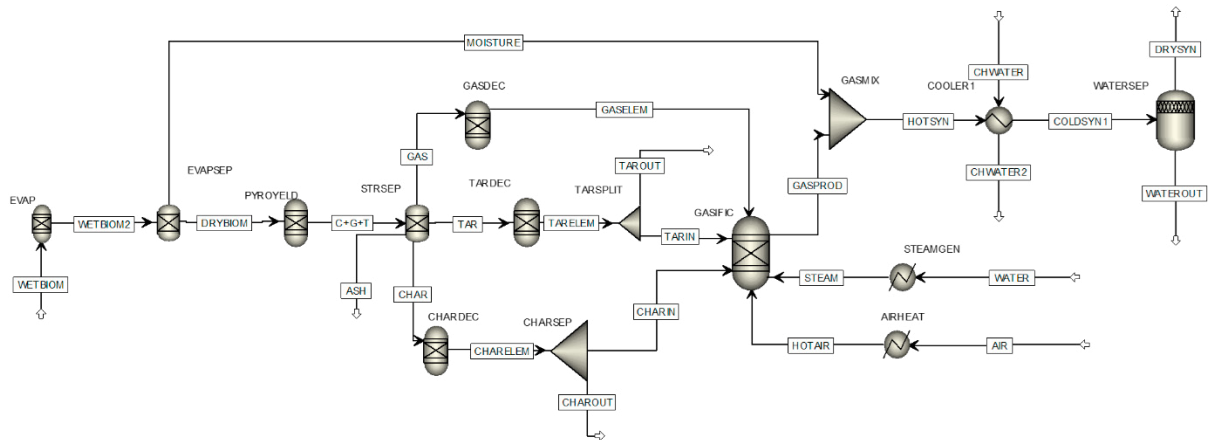 MOISTURE
GASDEC
GASELEM
GASMIX
CHWATER
DRYSYN
COOLER1
WATERSEP
HOTSYN
COLDSYN1
GAS
TAROUT
EVAPSEP
PYROYELD
STRSEP
TARDEC
TARSPLIT
GASPROD
CHWATER2
EVAP
GASIFIC
WATEROUT
WETBIOM2
DRYBIOM
C+G+T
TAR
TARELEM
TARIN
STEAMGEN
STEAM
WATER
WETBIOM
ASH
CHAR
CHARIN
CHARDEC
CHARSEP
AIRHEAT
CHARELEM
HOTAIR
AIR
CHAROUT